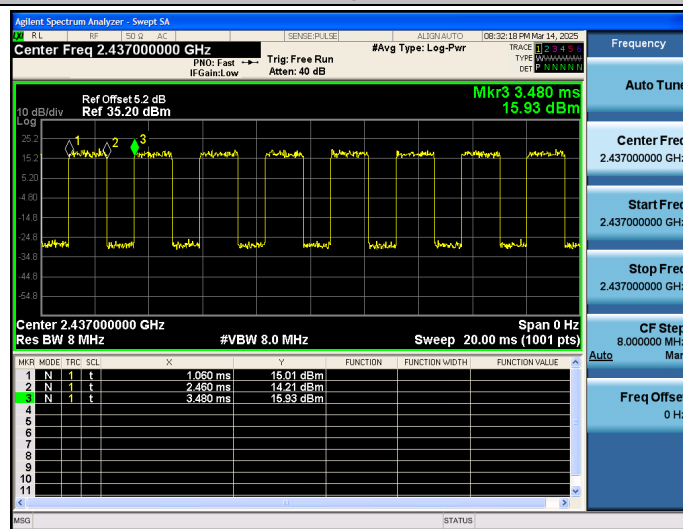 Agilent Spectrum Analyzer - Swept SA
LXI RL RF 50 Ω AC SENSE:PULSE ALIGN AUTO 08:32:18 PM Mar 14, 2025
Center Freq 2.437000000 GHz #Avg Type: Log-Pwr TRACE 1 2 3 4 5 6
PNO: Fast Trig: Free Run TYPE
IFGain:Low Atten: 40 dB DET P N N N N N
Mkr3 3.480 ms
15.93 dBm
Ref Offset 5.2 dB
10 dB/div Ref 35.20 dBm
Log
25.2
15.2
5.20
-4.80
-14.8
-24.8
-34.8
-44.8
-54.8
1 2 3
Center 2.437000000 GHz Span 0 Hz
Res BW 8 MHz #VBW 8.0 MHz Sweep 20.00 ms (1001 pts)
MKR MODE TRC SCL X Y FUNCTION FUNCTION WIDTH FUNCTION VALUE
1 N 1 t 1.060 ms 15.01 dBm
2 N 1 t 2.460 ms 14.21 dBm
3 N 1 t 3.480 ms 15.93 dBm
4
5
6
7
8
9
10
11
MSG STATUS
Frequency
Auto Tune
Center Freq
2.437000000 GHz
Start Freq
2.437000000 GHz
Stop Freq
2.437000000 GHz
CF Step
8.000000 MHz
Auto Man
Freq Offset
0 Hz